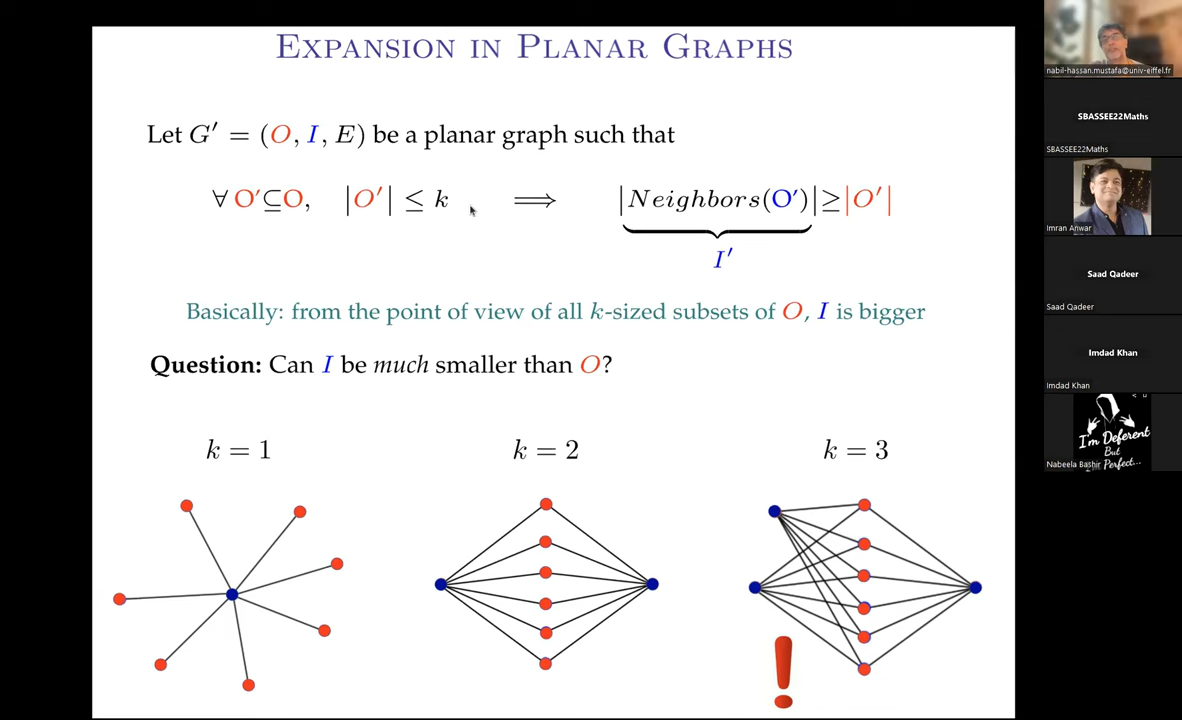 EXPANSION IN PLANAR GRAPHS
Let G′ = (O, I, E) be a planar graph such that
∀ O′⊆O, |O′| ≤ k ⟹ |Neighbors(O′)|≥|O′|
I′
Basically: from the point of view of all k-sized subsets of O, I is bigger
Question: Can I be much smaller than O?
k = 1 k = 2 k = 3
nabil-hassan.mustafa@univ-eiffel.fr
SBASSEE22Maths
SBASSEE22Maths
Imran Anwar
Saad Qadeer
Saad Qadeer
Imdad Khan
Imdad Khan
I'm Deferent
But
Perfect...
Nabeela Bashir